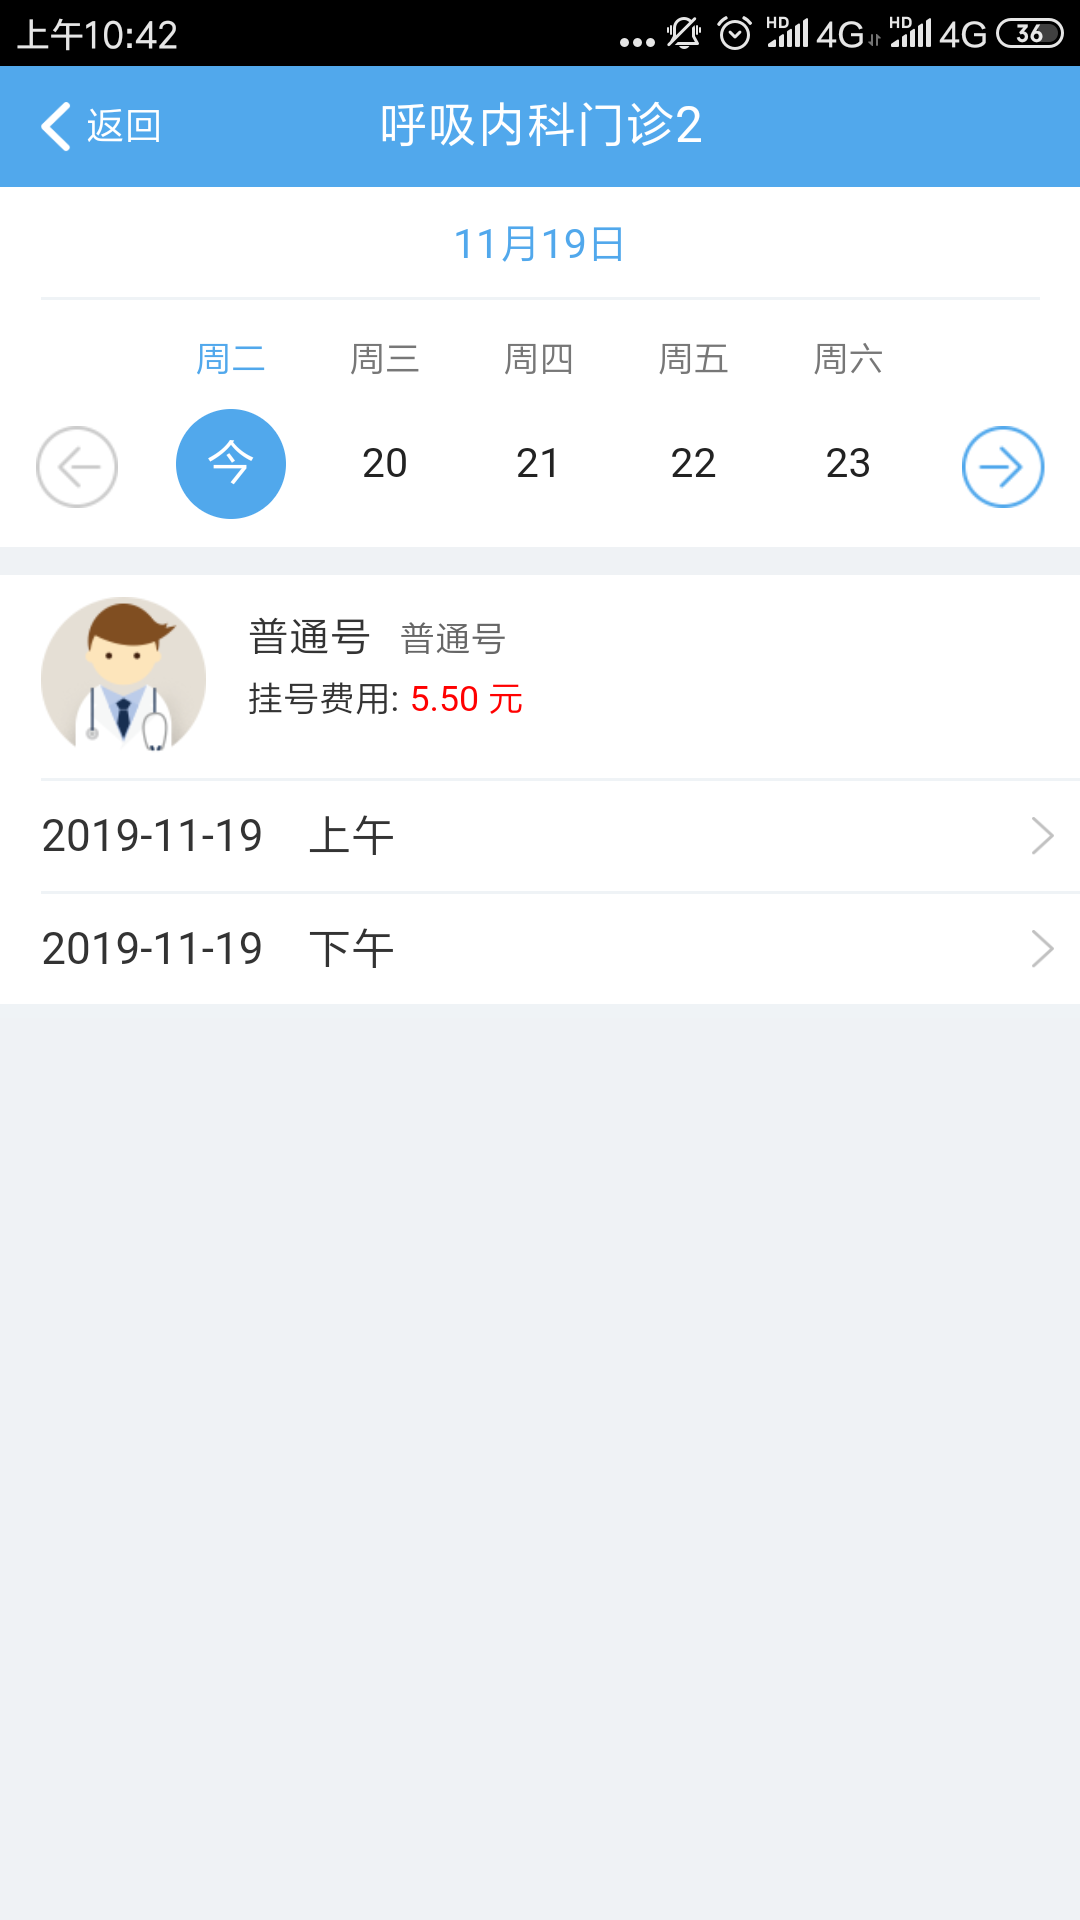 上午10:42 HD 4G HD 4G 36
返回 呼吸内科门诊2
11月19日
周二 周三 周四 周五 周六
今 20 21 22 23
普通号 普通号
挂号费用: 5.50 元
2019-11-19 上午
2019-11-19 下午